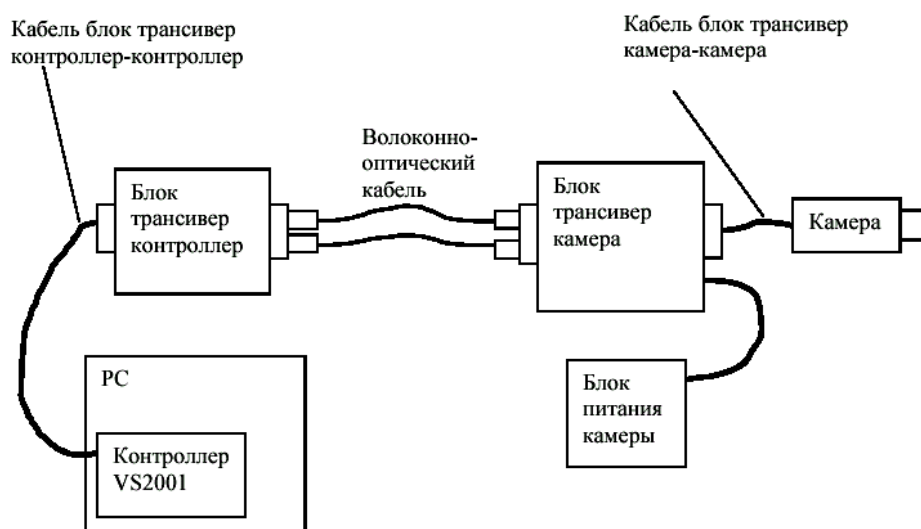 Кабель блок трансивер
контроллер-контроллер
Кабель блок трансивер
камера-камера
Волоконно-
оптический
кабель
Блок
трансивер
контроллер
Блок
трансивер
камера
Камера
PC
Контроллер
VS2001
Блок
питания
камеры